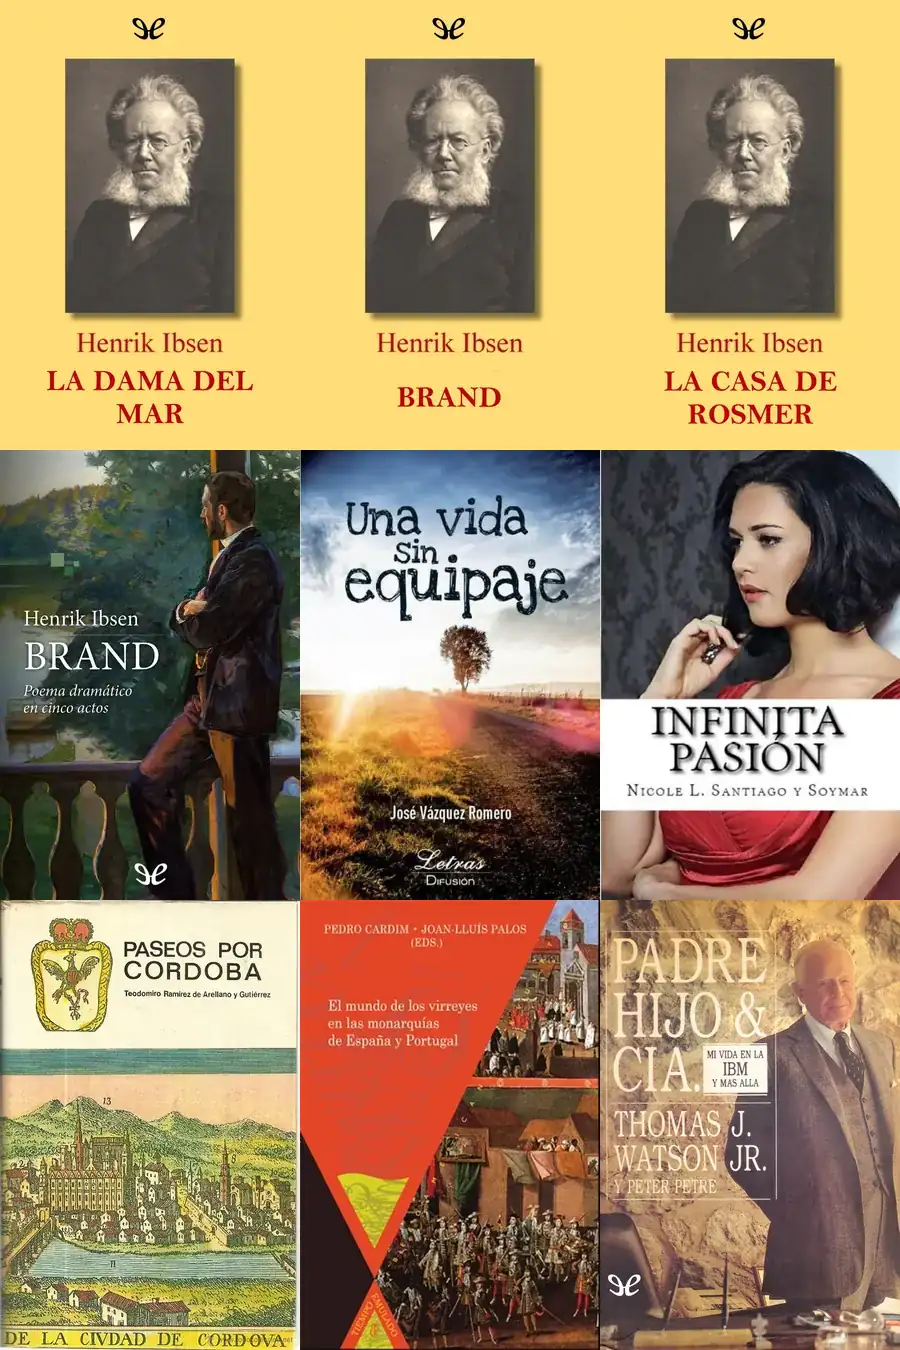 Henrik Ibsen
LA DAMA DEL
MAR
Henrik Ibsen
BRAND
Henrik Ibsen
LA CASA DE
ROSMER
Henrik Ibsen
BRAND
Poema dramático
en cinco actos
Una vida
sin
equipaje
José Vázquez Romero
Letras
DIFUSIÓN
INFINITA
PASIÓN
NICOLE L. SANTIAGO Y SOYMAR
PASEOS POR
CORDOBA
Teodomiro Ramírez de Arellano y Gutiérrez
13
11
DE LA CIVDAD DE CORDOVA
PEDRO CARDIM • JOAN-LLUÍS PALOS
(EDS.)
El mundo de los virreyes
en las monarquías
de España y Portugal
TIEMPO
EMULADO
PADRE
HIJO &
CIA.
MI VIDA EN LA
IBM
Y MAS ALLA
THOMAS J.
WATSON JR.
Y PETER PETRE